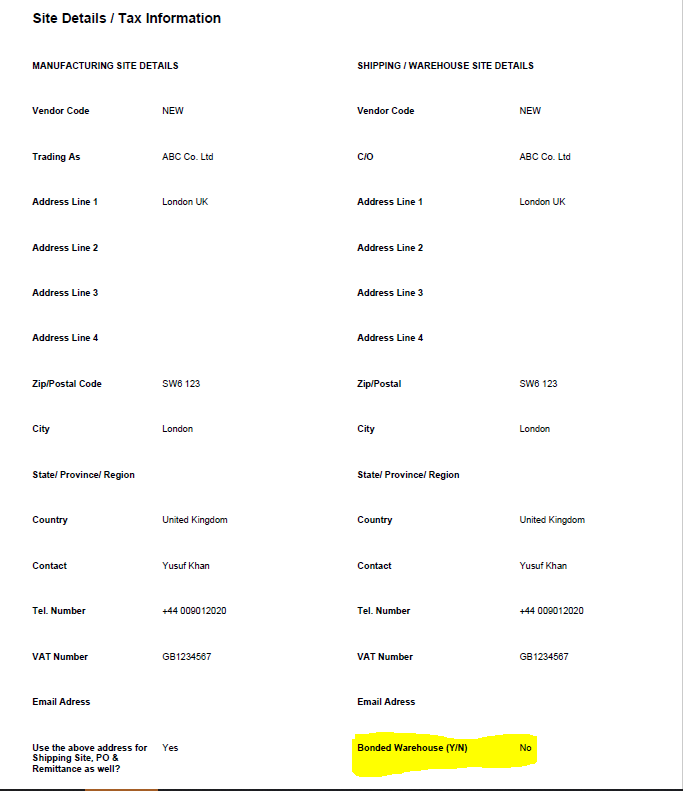 Site Details / Tax Information
MANUFACTURING SITE DETAILS
SHIPPING / WAREHOUSE SITE DETAILS
Vendor Code NEW
Vendor Code NEW
Trading As ABC Co. Ltd
C/O ABC Co. Ltd
Address Line 1 London UK
Address Line 1 London UK
Address Line 2
Address Line 2
Address Line 3
Address Line 3
Address Line 4
Address Line 4
Zip/Postal Code SW6 123
Zip/Postal SW6 123
City London
City London
State/ Province/ Region
State/ Province/ Region
Country United Kingdom
Country United Kingdom
Contact Yusuf Khan
Contact Yusuf Khan
Tel. Number +44 009012020
Tel. Number +44 009012020
VAT Number GB1234567
VAT Number GB1234567
Email Adress
Email Adress
Use the above address for Yes
Shipping Site, PO &
Remittance as well?
Bonded Warehouse (Y/N) No